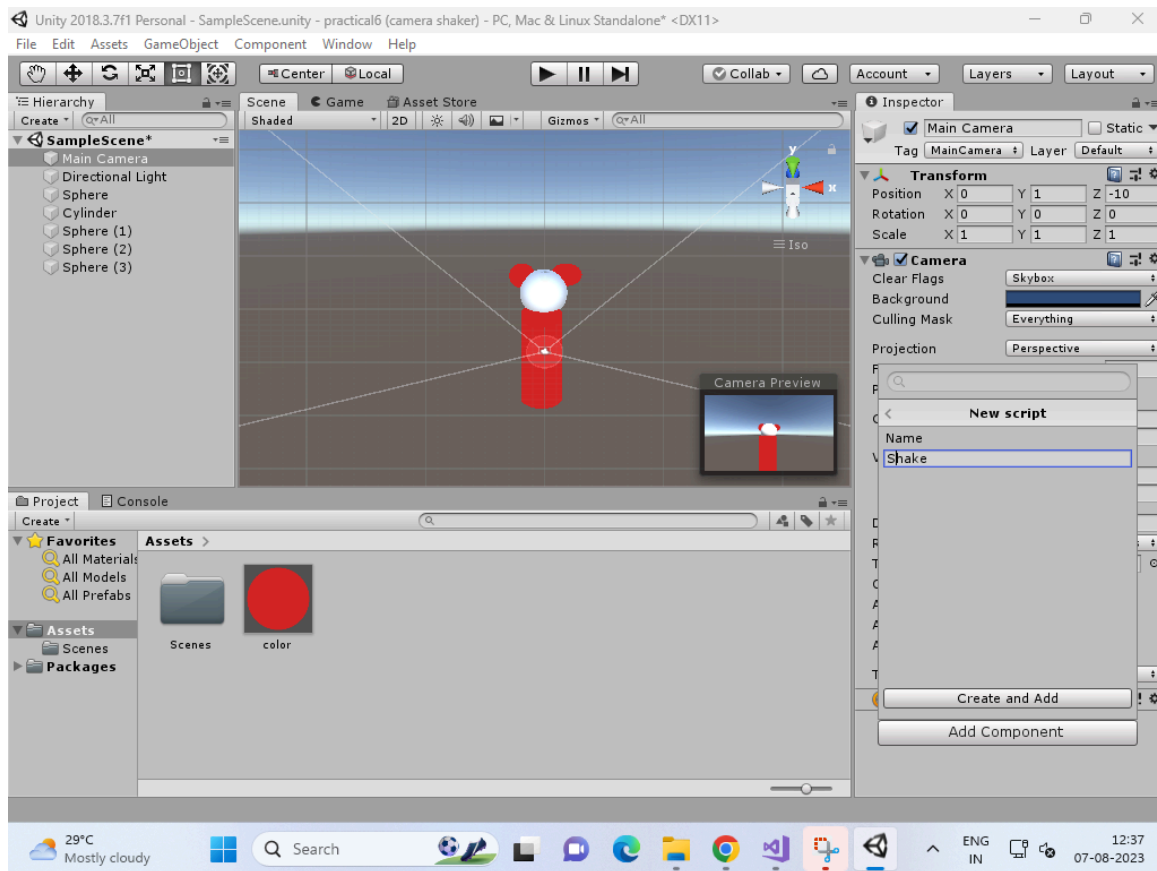 Unity 2018.3.7f1 Personal - SampleScene.unity - practical6 (camera shaker) - PC, Mac & Linux Standalone* <DX11>
File Edit Assets GameObject Component Window Help
Center Local Collab Account Layers Layout
Hierarchy Scene Game Asset Store Inspector
Create All Shaded 2D Gizmos All
Main Camera Static
SampleScene*
Tag MainCamera Layer Default
Main Camera
Directional Light
Sphere
Cylinder
Sphere (1)
Sphere (2)
Sphere (3)
y
x
Iso
Transform
Position X 0 Y 1 Z -10
Rotation X 0 Y 0 Z 0
Scale X 1 Y 1 Z 1
Camera
Clear Flags Skybox
Background
Culling Mask Everything
Projection Perspective
Camera Preview
New script
Name
Shake
Create and Add
Add Component
Project Console
Create
Favorites Assets >
All Materials
All Models
All Prefabs
Assets
Scenes
Packages
Scenes color
29°C
Mostly cloudy
Search
ENG
IN
12:37
07-08-2023